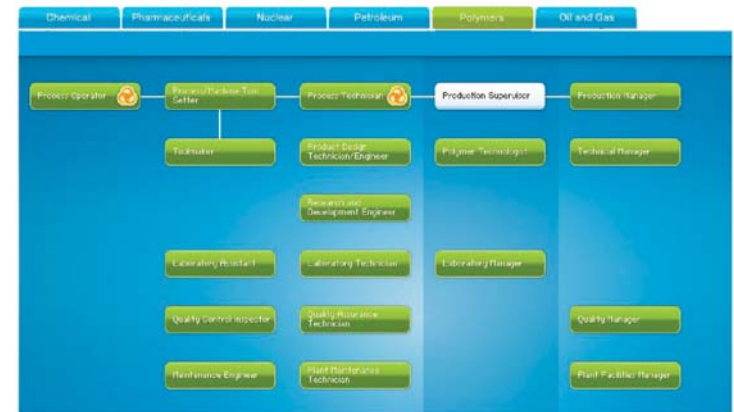 Chemical
Pharmaceuticals
Nuclear
Petroleum
Polymers
Oil and Gas
Process Operator
Process/Machine Tool
Setter
Process Technician
Production Supervisor
Production Manager
Toolmaker
Product Design
Technician/Engineer
Polymer Technologist
Technical Manager
Research and
Development Engineer
Laboratory Assistant
Laboratory Technician
Laboratory Manager
Quality Control Inspector
Quality Assurance
Technician
Quality Manager
Maintenance Engineer
Plant Maintenance
Technician
Plant Facilities Manager